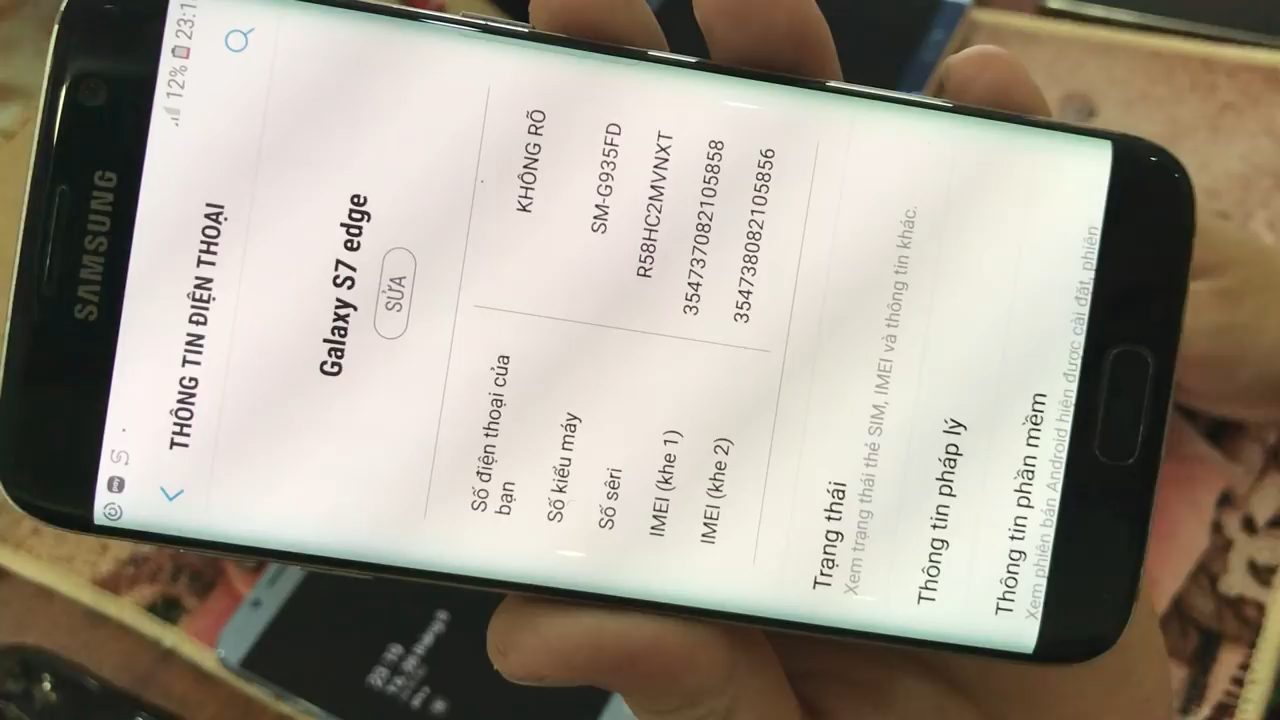 SAMSUNG
12% 23:1
THÔNG TIN ĐIỆN THOẠI
Galaxy S7 edge
SỬA
Số điện thoại của bạn KHÔNG RÕ
Số kiểu máy SM-G935FD
Số sêri R58HC2MVNXT
IMEI (khe 1) 354737082105858
IMEI (khe 2) 354738082105856
Trạng thái
Xem trạng thái thẻ SIM, IMEI và thông tin khác.
Thông tin pháp lý
Thông tin phần mềm
Xem phiên bản Android hiện được cài đặt, phiên